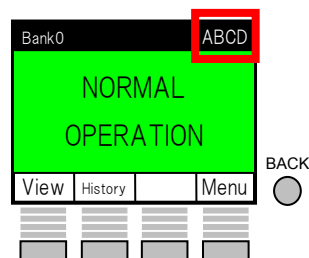 Bank0 ABCD
NORMAL
OPERATION
BACK
View History Menu